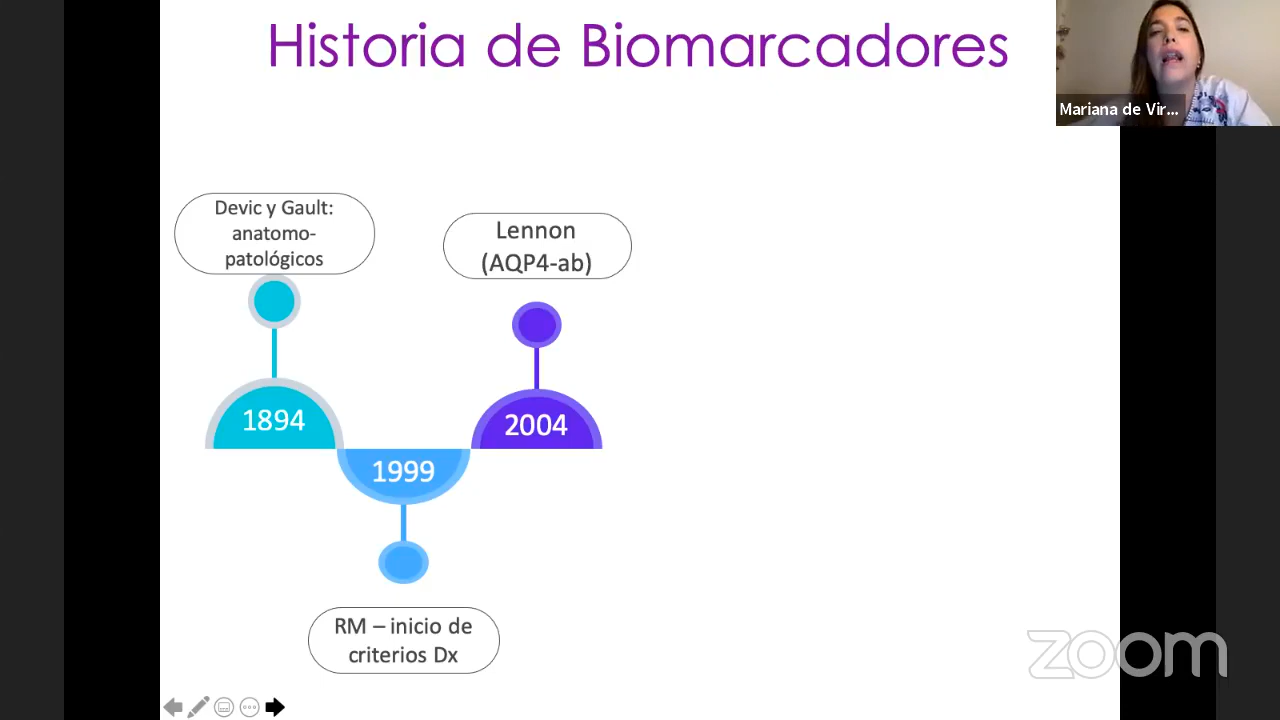 Historia de Biomarcadores
Mariana de Vir...
Devic y Gault:
anatomo-
patológicos
Lennon
(AQP4-ab)
1894
2004
1999
RM – inicio de
criterios Dx
zoom